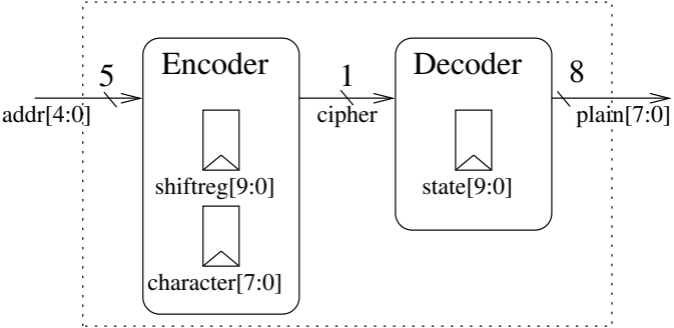 Encoder
Decoder
5
1
8
addr[4:0]
cipher
plain[7:0]
shiftreg[9:0]
state[9:0]
character[7:0]